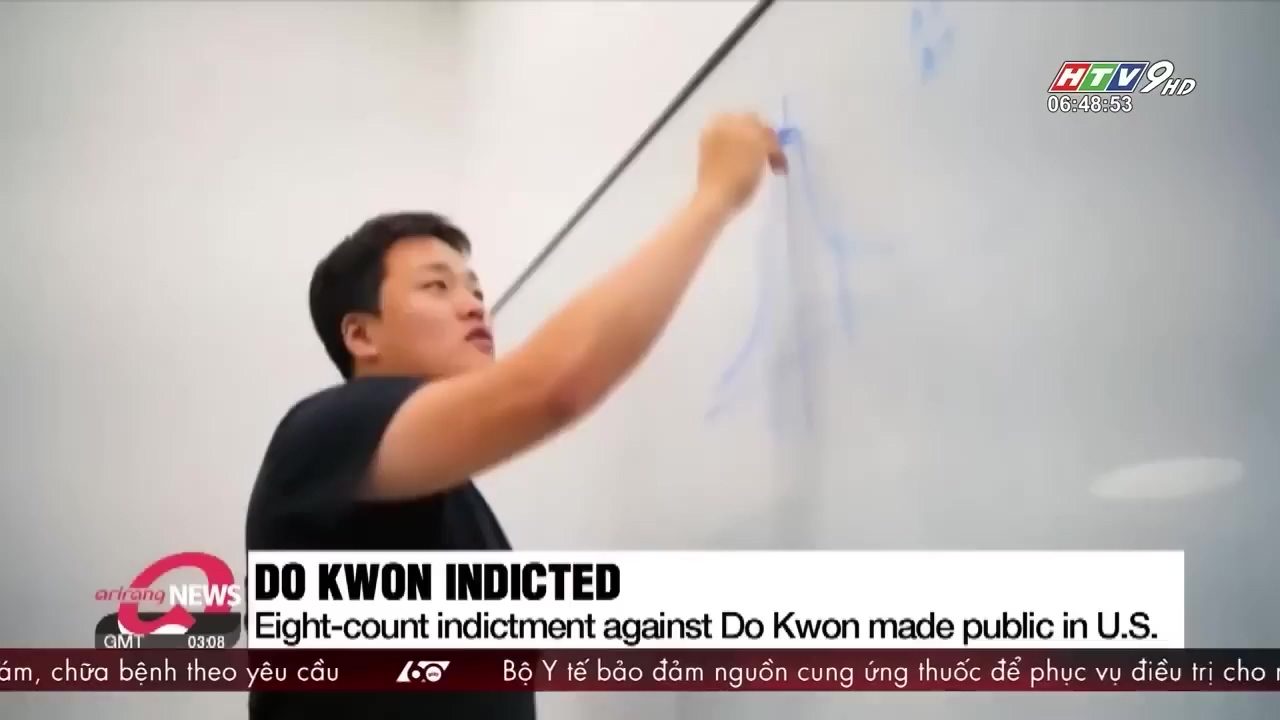 HTV9HD
06:48:53
arirang NEWS
GMT 03:08
DO KWON INDICTED
Eight-count indictment against Do Kwon made public in U.S.
chữa bệnh theo yêu cầu
60 giây
Bộ Y tế bảo đảm nguồn cung ứng thuốc để phục vụ điều trị cho